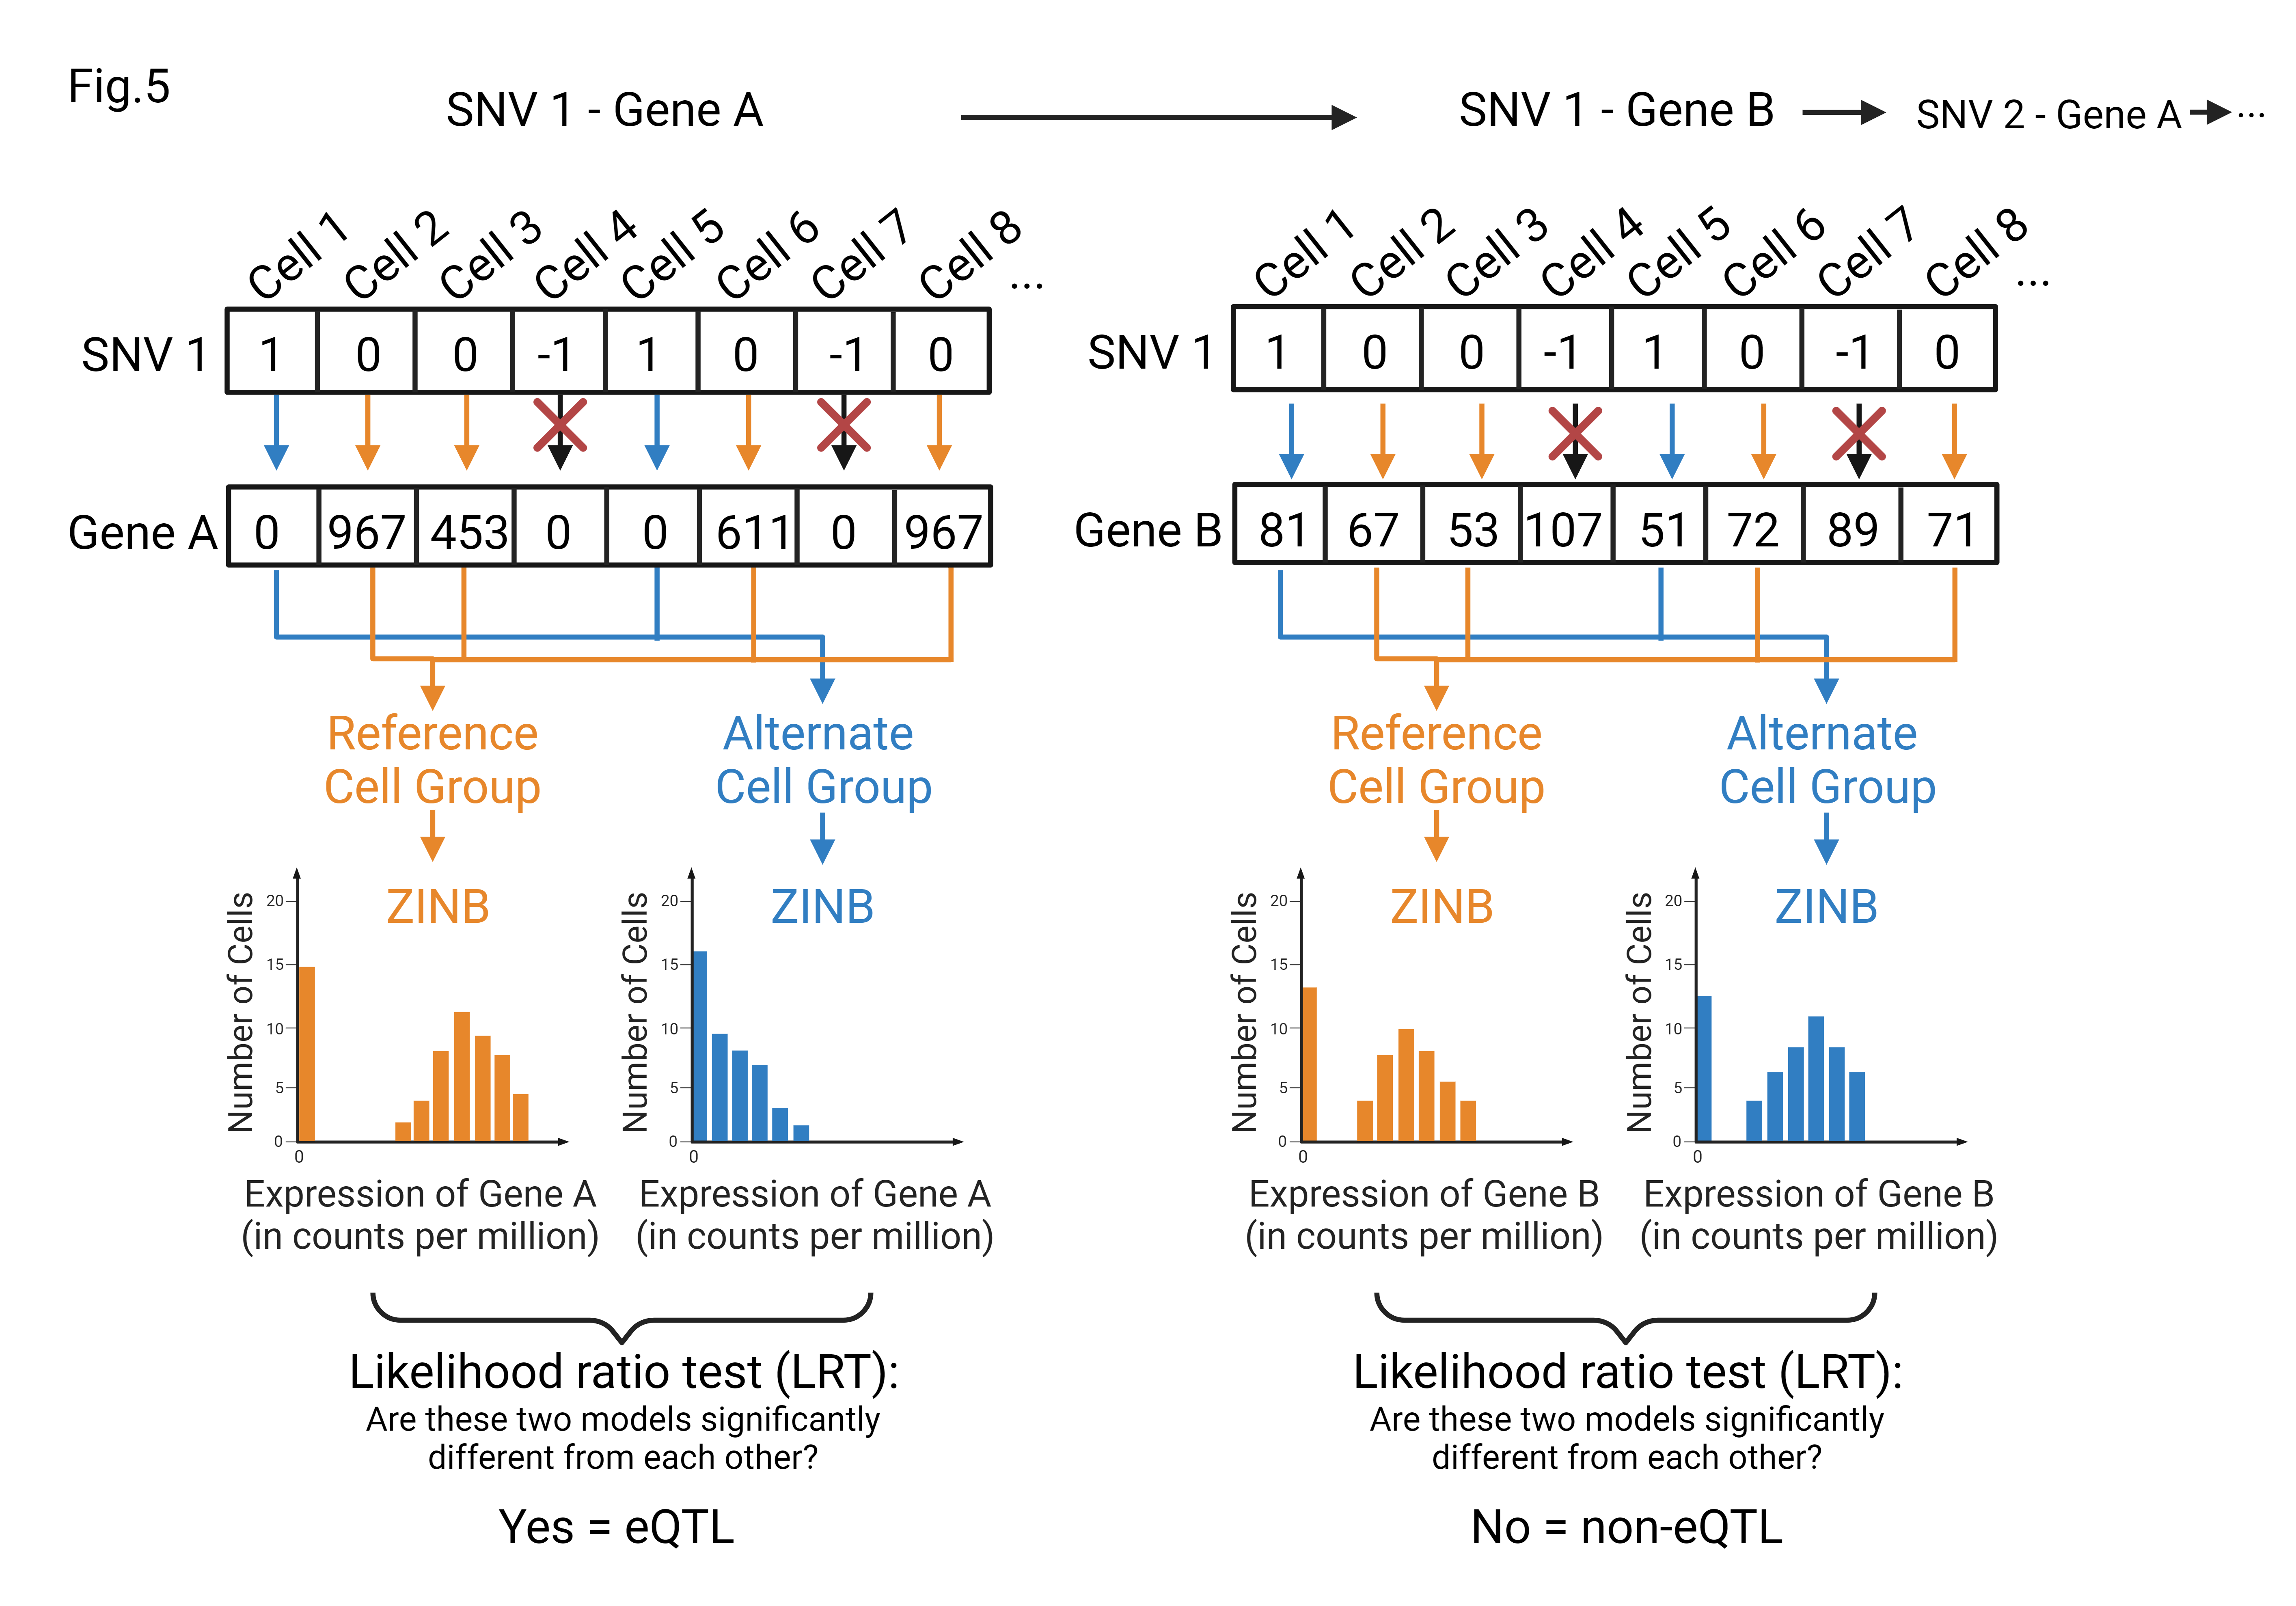 Fig.5
SNV 1 - Gene A
SNV 1 - Gene B
SNV 2 - Gene A
...
Cell 1 Cell 2 Cell 3 Cell 4 Cell 5 Cell 6 Cell 7 Cell 8 ...
SNV 1 1 0 0 -1 1 0 -1 0
Gene A 0 967 453 0 0 611 0 967
Reference
Cell Group
Alternate
Cell Group
ZINB
Number of Cells
20
15
10
5
0
0
Expression of Gene A
(in counts per million)
ZINB
Number of Cells
20
15
10
5
0
0
Expression of Gene A
(in counts per million)
Likelihood ratio test (LRT):
Are these two models significantly
different from each other?
Yes = eQTL
Cell 1 Cell 2 Cell 3 Cell 4 Cell 5 Cell 6 Cell 7 Cell 8 ...
SNV 1 1 0 0 -1 1 0 -1 0
Gene B 81 67 53 107 51 72 89 71
Reference
Cell Group
Alternate
Cell Group
ZINB
Number of Cells
20
15
10
5
0
0
Expression of Gene B
(in counts per million)
ZINB
Number of Cells
20
15
10
5
0
0
Expression of Gene B
(in counts per million)
Likelihood ratio test (LRT):
Are these two models significantly
different from each other?
No = non-eQTL